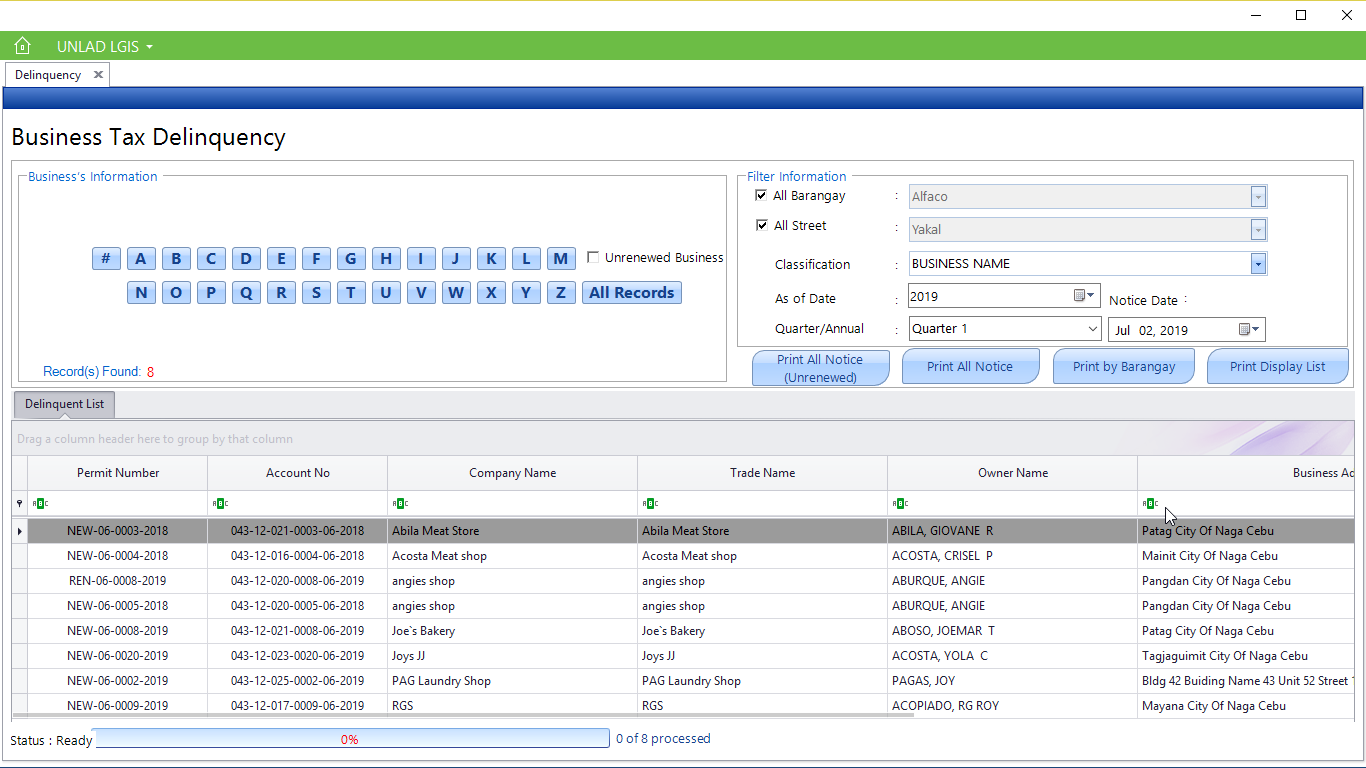 UNLAD LGIS
Delinquency
Business Tax Delinquency
Business's Information
# A B C D E F G H I J K L M Unrenewed Business
N O P Q R S T U V W X Y Z All Records
Record(s) Found: 8
Filter Information
All Barangay : Alfaco
All Street : Yakal
Classification : BUSINESS NAME
As of Date : 2019 Notice Date :
Quarter/Annual : Quarter 1 Jul 02, 2019
Print All Notice
(Unrenewed)
Print All Notice
Print by Barangay
Print Display List
Delinquent List
Drag a column header here to group by that column
Permit Number Account No Company Name Trade Name Owner Name Business Ad
ABC ABC ABC ABC ABC ABC
NEW-06-0003-2018 043-12-021-0003-06-2018 Abila Meat Store Abila Meat Store ABILA, GIOVANE R Patag City Of Naga Cebu
NEW-06-0004-2018 043-12-016-0004-06-2018 Acosta Meat shop Acosta Meat shop ACOSTA, CRISEL P Mainit City Of Naga Cebu
REN-06-0008-2019 043-12-020-0008-06-2019 angies shop angies shop ABURQUE, ANGIE Pangdan City Of Naga Cebu
NEW-06-0005-2018 043-12-020-0005-06-2018 angies shop angies shop ABURQUE, ANGIE Pangdan City Of Naga Cebu
NEW-06-0008-2019 043-12-021-0008-06-2019 Joe`s Bakery Joe`s Bakery ABOSO, JOEMAR T Patag City Of Naga Cebu
NEW-06-0020-2019 043-12-023-0020-06-2019 Joys JJ Joys JJ ACOSTA, YOLA C Tagjaguimit City Of Naga Cebu
NEW-06-0002-2019 043-12-025-0002-06-2019 PAG Laundry Shop PAG Laundry Shop PAGAS, JOY Bldg 42 Buiding Name 43 Unit 52 Street
NEW-06-0009-2019 043-12-017-0009-06-2019 RGS RGS ACOPIADO, RG ROY Mayana City Of Naga Cebu
Status : Ready 0% 0 of 8 processed